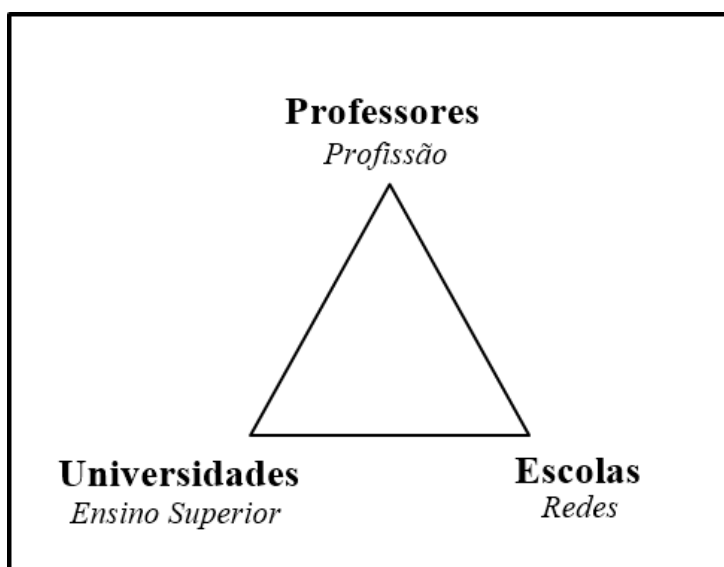 Professores
Profissão
Universidades
Ensino Superior
Escolas
Redes